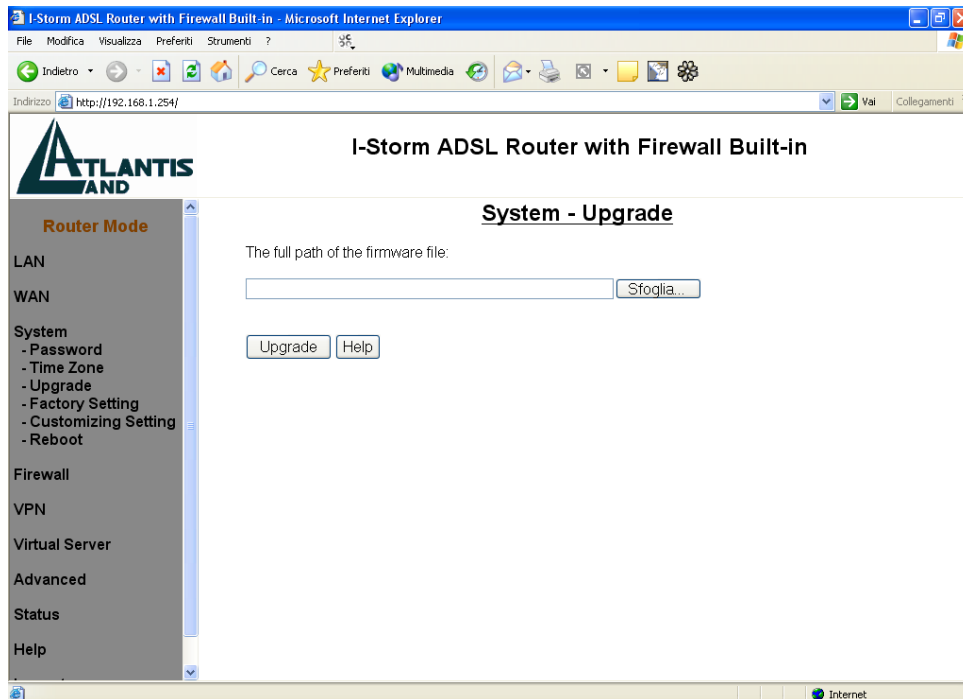 I-Storm ADSL Router with Firewall Built-in - Microsoft Internet Explorer
File Modifica Visualizza Preferiti Strumenti ?
Indietro Cerca Preferiti Multimedia
Indirizzo http://192.168.1.254/ Vai Collegamenti
ATLANTIS
LAND
I-Storm ADSL Router with Firewall Built-in
Router Mode
LAN
WAN
System
- Password
- Time Zone
- Upgrade
- Factory Setting
- Customizing Setting
- Reboot
Firewall
VPN
Virtual Server
Advanced
Status
Help
System - Upgrade
The full path of the firmware file:
Sfoglia...
Upgrade Help
Internet